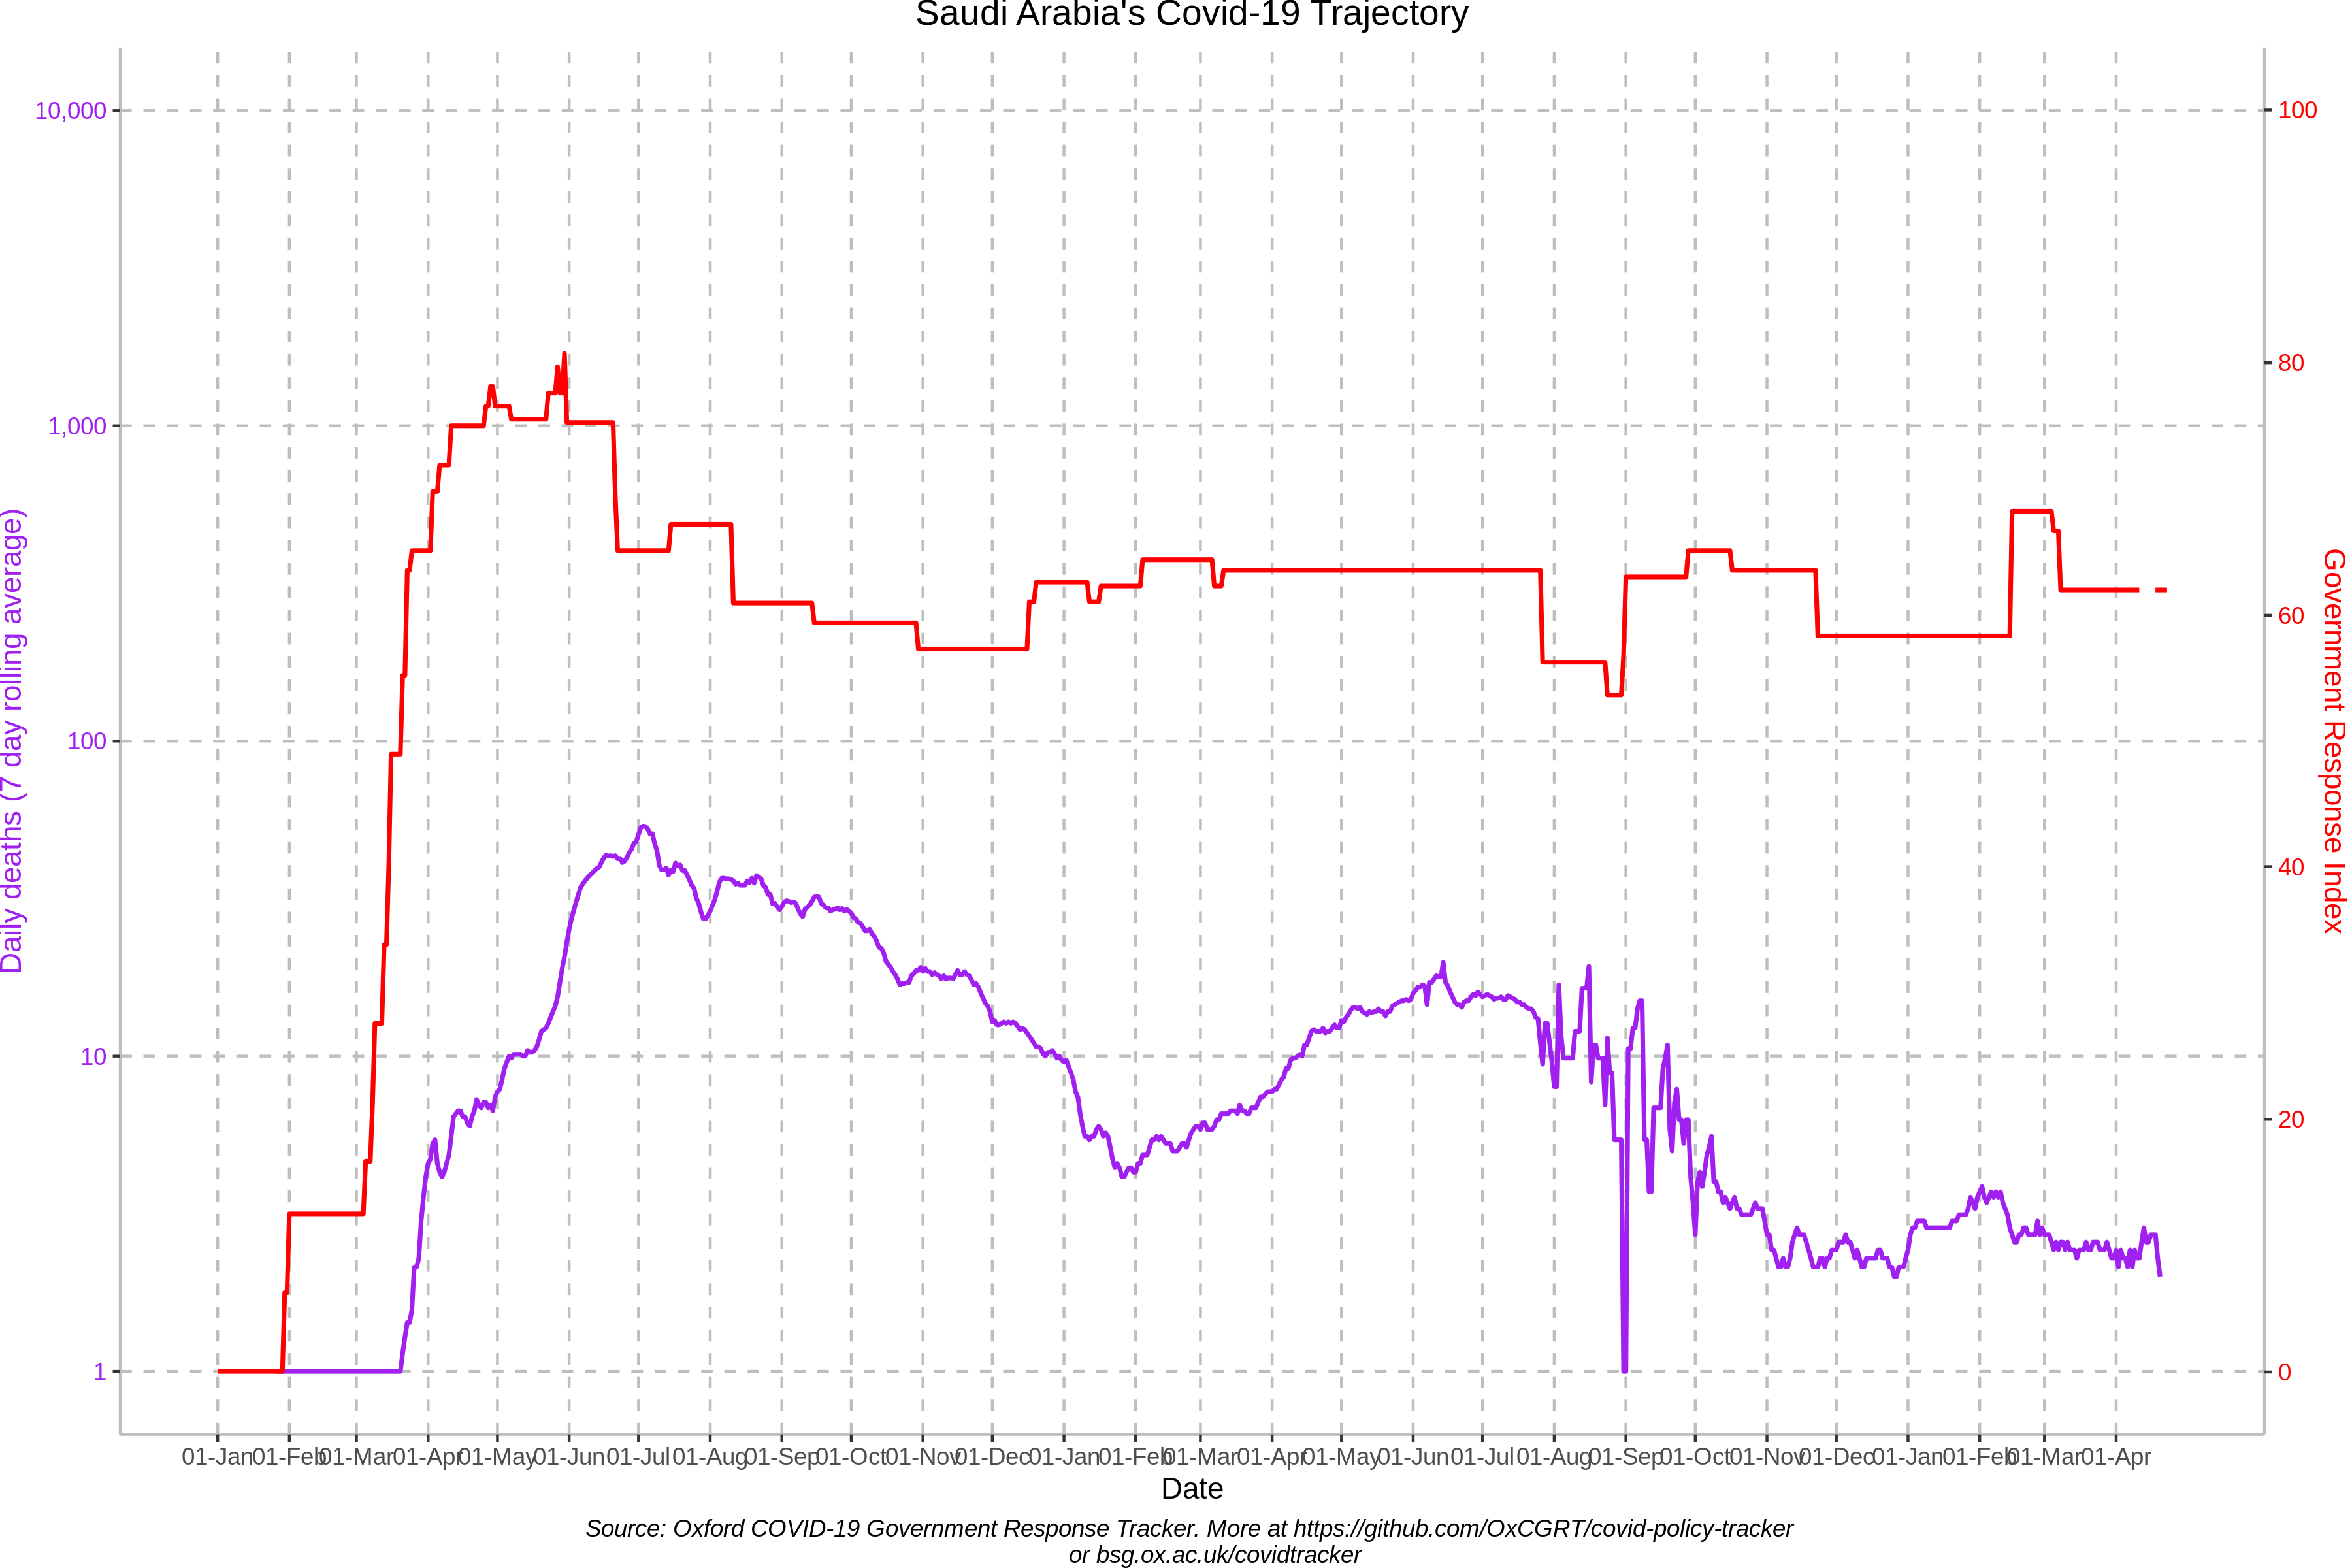 Saudi Arabia's Covid-19 Trajectory
10,000
1,000
100
10
1
Daily deaths (7 day rolling average)
100
80
60
40
20
0
Government Response Index
01-Jan 01-Feb 01-Mar 01-Apr 01-May 01-Jun 01-Jul 01-Aug 01-Sep 01-Oct 01-Nov 01-Dec 01-Jan 01-Feb 01-Mar 01-Apr 01-May 01-Jun 01-Jul 01-Aug 01-Sep 01-Oct 01-Nov 01-Dec 01-Jan 01-Feb 01-Mar 01-Apr
Date
Source: Oxford COVID-19 Government Response Tracker. More at https://github.com/OxCGRT/covid-policy-tracker
or bsg.ox.ac.uk/covidtracker